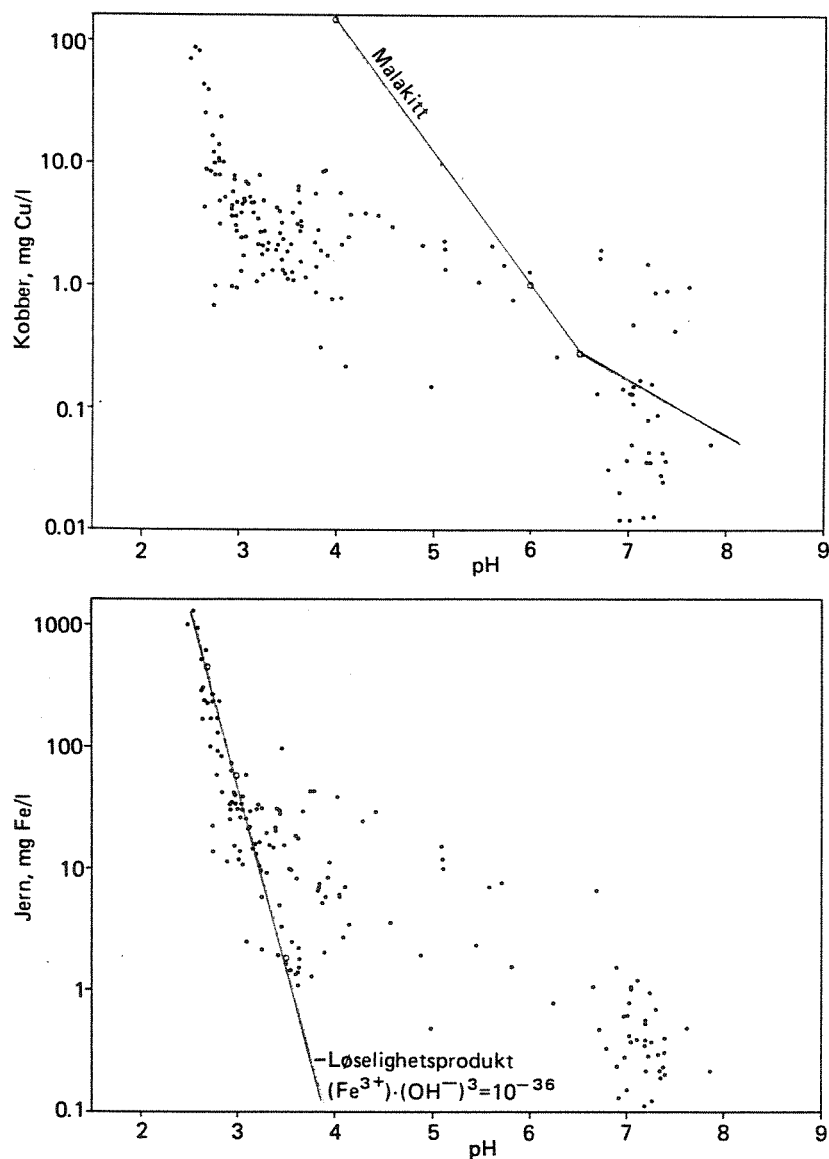 100
10.0
1.0
0.1
0.01
Kobber, mg Cu/l
Malakitt
2 3 4 5 6 7 8 9
pH
1000
100
10
1
0.1
Jern, mg Fe/l
Løselighetsprodukt
(Fe³⁺)·(OH⁻)³=10⁻³⁶
2 3 4 5 6 7 8 9
pH